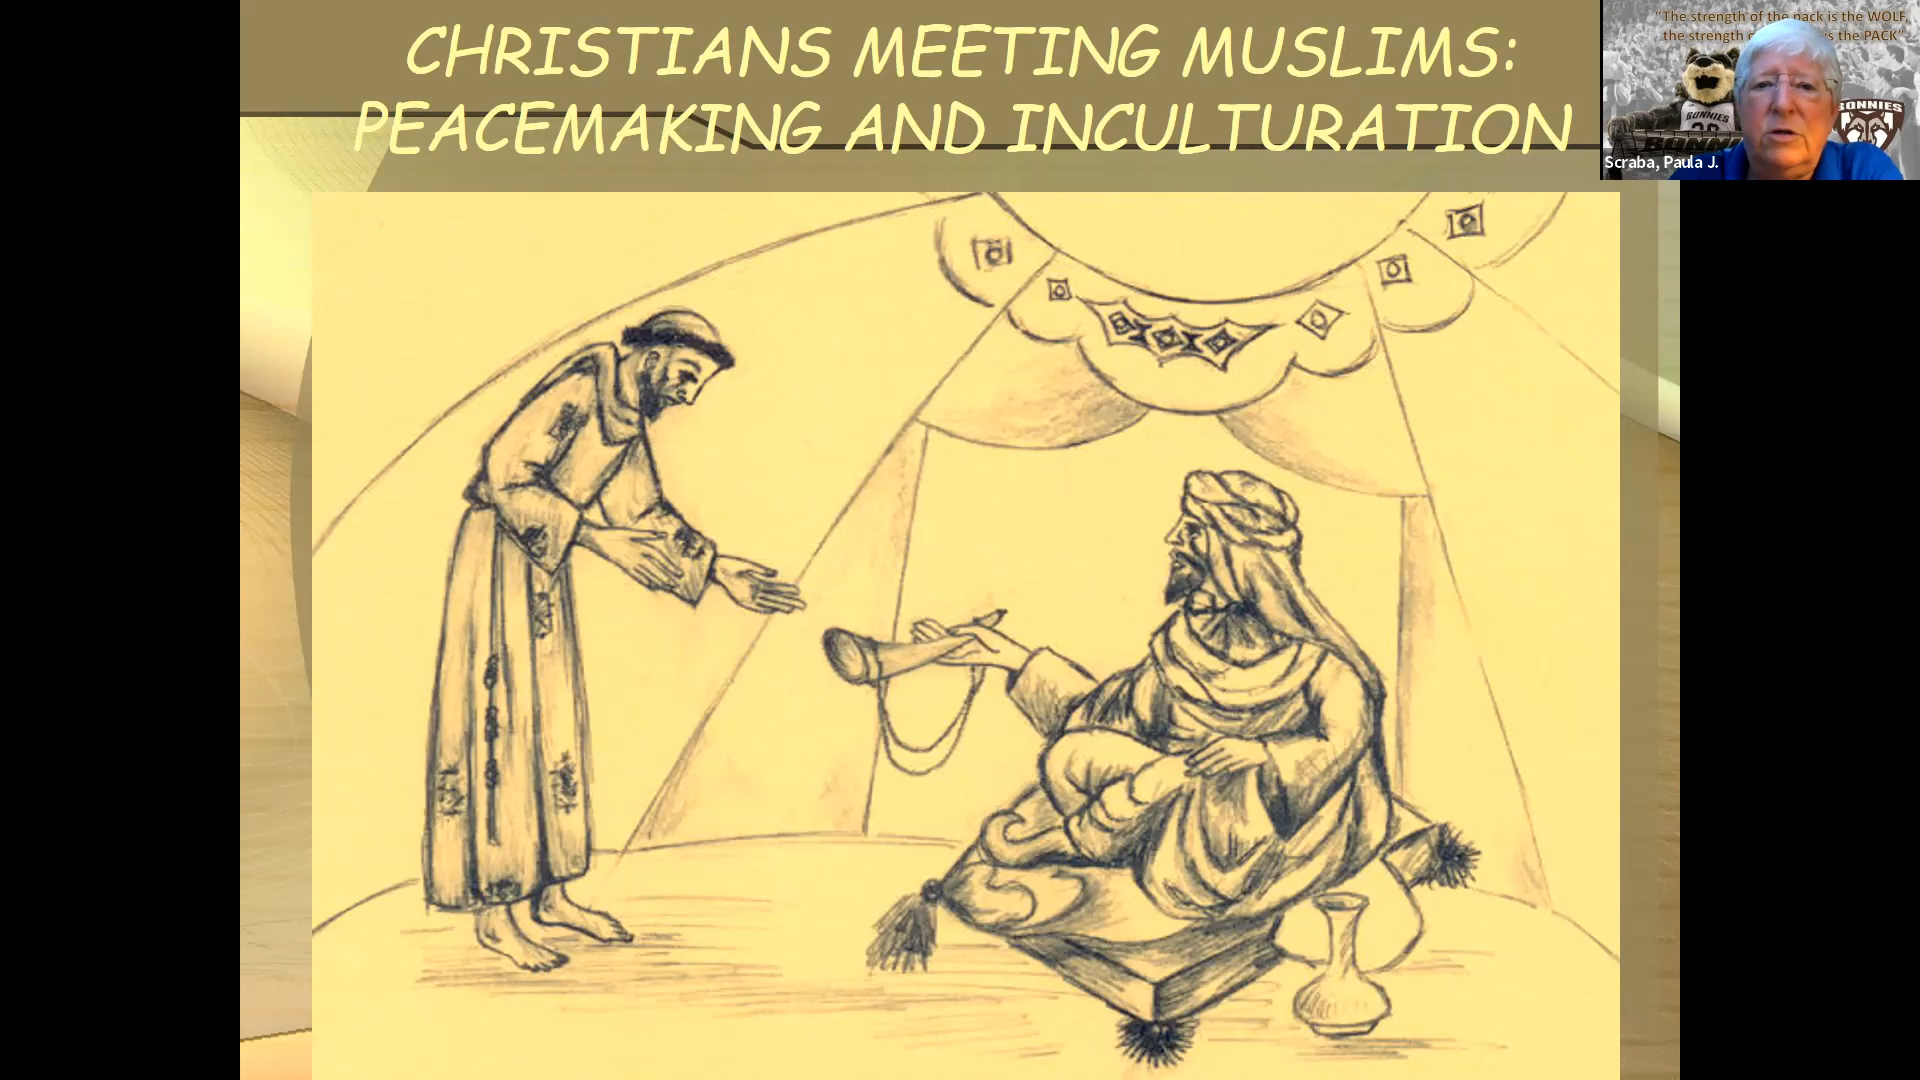 CHRISTIANS MEETING MUSLIMS:
PEACEMAKING AND INCULTURATION
"The strength of the pack is the WOLF,
the strength is the PACK"
BONNIES
BONNIES
Scraba, Paula J.